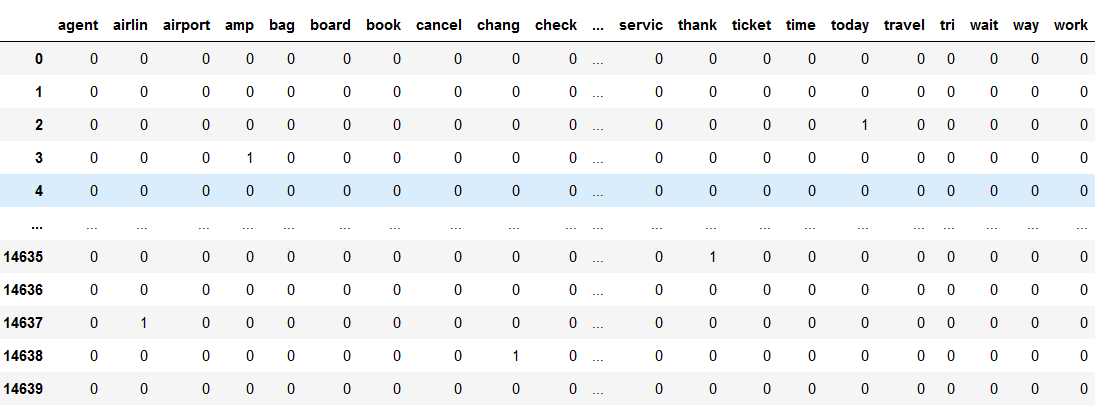 agent airlin airport amp bag board book cancel chang check ... servic thank ticket time today travel tri wait way work
0 0 0 0 0 0 0 0 0 0 0 ... 0 0 0 0 0 0 0 0 0 0
1 0 0 0 0 0 0 0 0 0 0 ... 0 0 0 0 0 0 0 0 0 0
2 0 0 0 0 0 0 0 0 0 0 ... 0 0 0 0 1 0 0 0 0 0
3 0 0 0 1 0 0 0 0 0 0 ... 0 0 0 0 0 0 0 0 0 0
4 0 0 0 0 0 0 0 0 0 0 ... 0 0 0 0 0 0 0 0 0 0
... ... ... ... ... ... ... ... ... ... ... ... ... ... ... ... ... ... ... ... ... ...
14635 0 0 0 0 0 0 0 0 0 0 ... 0 1 0 0 0 0 0 0 0 0
14636 0 0 0 0 0 0 0 0 0 0 ... 0 0 0 0 0 0 0 0 0 0
14637 0 1 0 0 0 0 0 0 0 0 ... 0 0 0 0 0 0 0 0 0 0
14638 0 0 0 0 0 0 0 0 1 0 ... 0 0 0 0 0 0 0 0 0 0
14639 0 0 0 0 0 0 0 0 0 0 ... 0 0 0 0 0 0 0 0 0 0